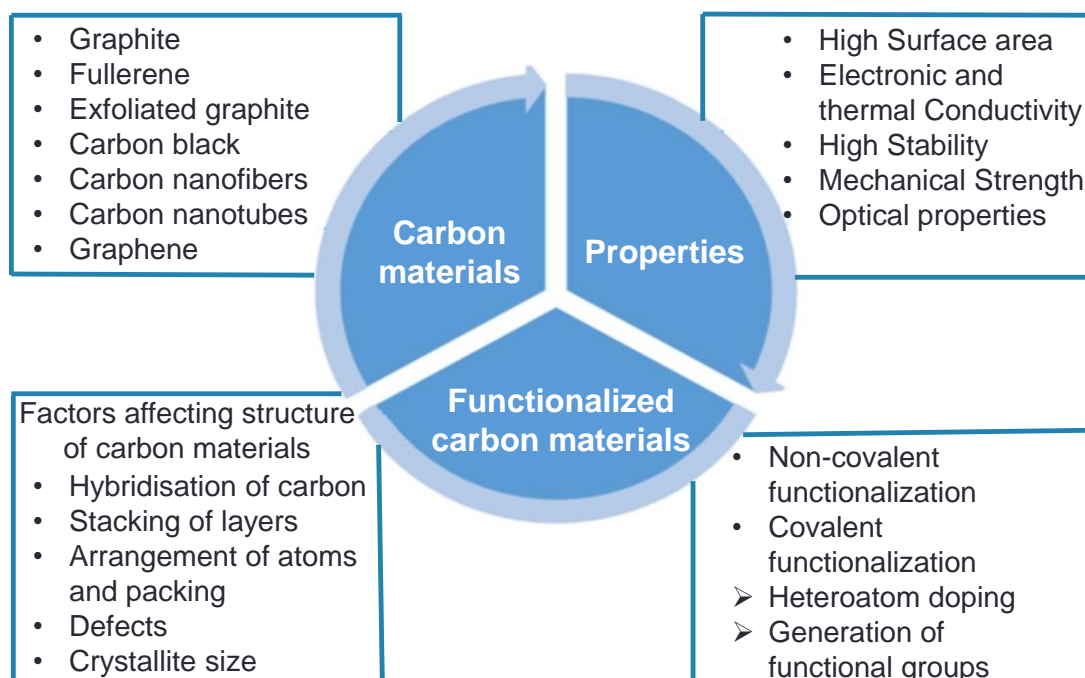 • Graphite
• Fullerene
• Exfoliated graphite
• Carbon black
• Carbon nanofibers
• Carbon nanotubes
• Graphene
• High Surface area
• Electronic and
thermal Conductivity
• High Stability
• Mechanical Strength
• Optical properties
Carbon
materials
Properties
Functionalized
carbon materials
Factors affecting structure
of carbon materials
• Hybridisation of carbon
• Stacking of layers
• Arrangement of atoms
and packing
• Defects
• Crystallite size
• Non-covalent
functionalization
• Covalent
functionalization
➢ Heteroatom doping
➢ Generation of
functional groups